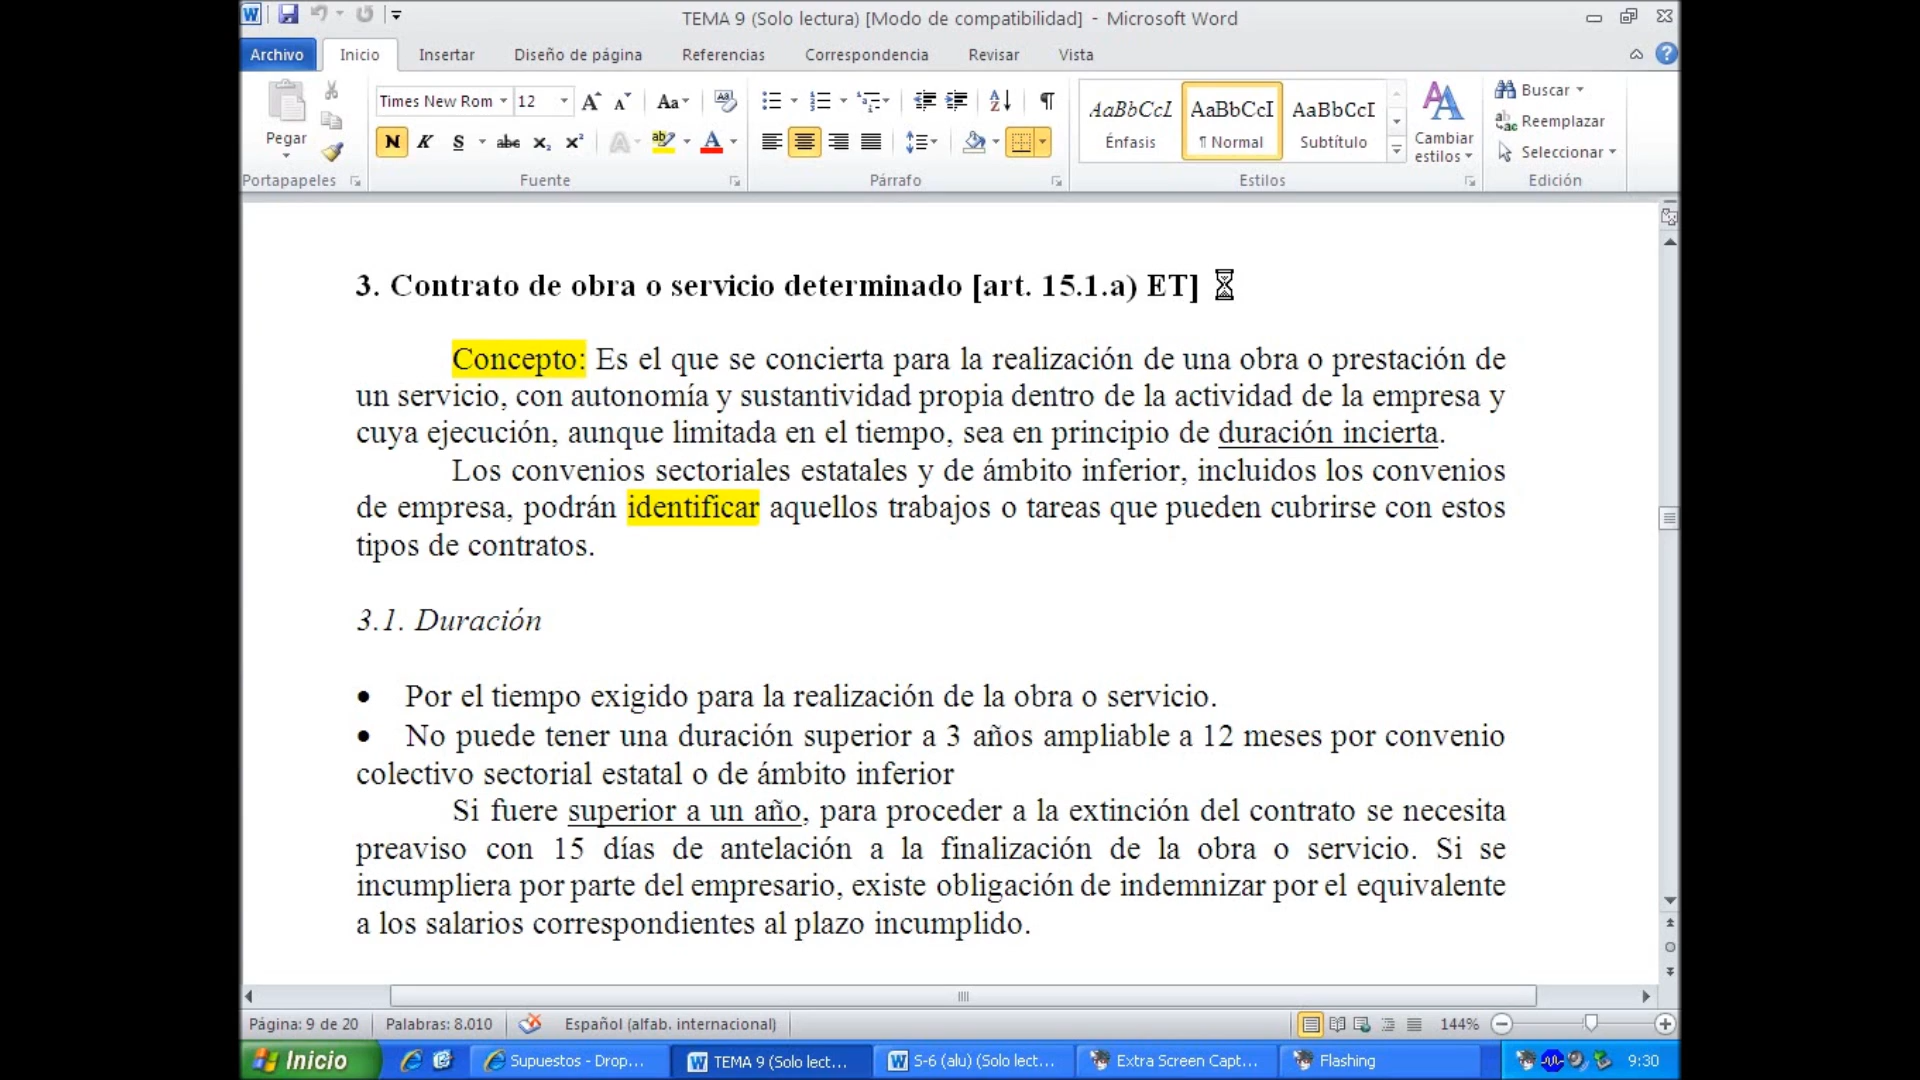 TEMA 9 (Solo lectura) [Modo de compatibilidad] - Microsoft Word
Archivo Inicio Insertar Diseño de página Referencias Correspondencia Revisar Vista
Times New Rom 12 Aa
Pegar
N K S abc x₂ x² A ab A
AaBbCcI AaBbCcI AaBbCcI
Énfasis ¶ Normal Subtítulo
Cambiar estilos
Buscar
Reemplazar
Seleccionar
Portapapeles Fuente Párrafo Estilos Edición
3. Contrato de obra o servicio determinado [art. 15.1.a) ET]
Concepto: Es el que se concierta para la realización de una obra o prestación de
un servicio, con autonomía y sustantividad propia dentro de la actividad de la empresa y
cuya ejecución, aunque limitada en el tiempo, sea en principio de duración incierta.
Los convenios sectoriales estatales y de ámbito inferior, incluidos los convenios
de empresa, podrán identificar aquellos trabajos o tareas que pueden cubrirse con estos
tipos de contratos.
3.1. Duración
• Por el tiempo exigido para la realización de la obra o servicio.
• No puede tener una duración superior a 3 años ampliable a 12 meses por convenio
colectivo sectorial estatal o de ámbito inferior
Si fuere superior a un año, para proceder a la extinción del contrato se necesita
preaviso con 15 días de antelación a la finalización de la obra o servicio. Si se
incumpliera por parte del empresario, existe obligación de indemnizar por el equivalente
a los salarios correspondientes al plazo incumplido.
Página: 9 de 20 Palabras: 8.010 Español (alfab. internacional) 144%
Inicio Supuestos - Drop... TEMA 9 (Solo lect... S-6 (alu) (Solo lect... Extra Screen Capt... Flashing 9:30